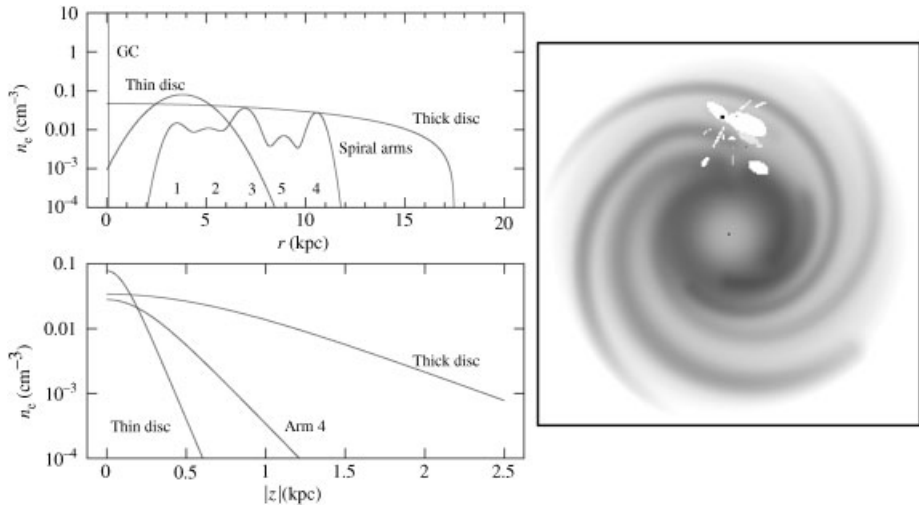 10
1
0.1
0.01
10⁻³
10⁻⁴
n_e (cm⁻³)
GC
Thin disc
Thick disc
Spiral arms
1 2 3 5 4
0 5 10 15 20
r (kpc)
0.1
0.01
10⁻³
10⁻⁴
n_e (cm⁻³)
Thick disc
Arm 4
Thin disc
0 0.5 1 1.5 2 2.5
|z|(kpc)